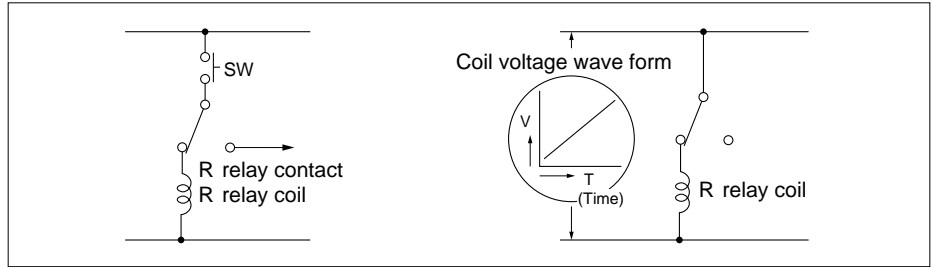 SW
R relay contact
R relay coil
Coil voltage wave form
V
T
(Time)
R relay coil